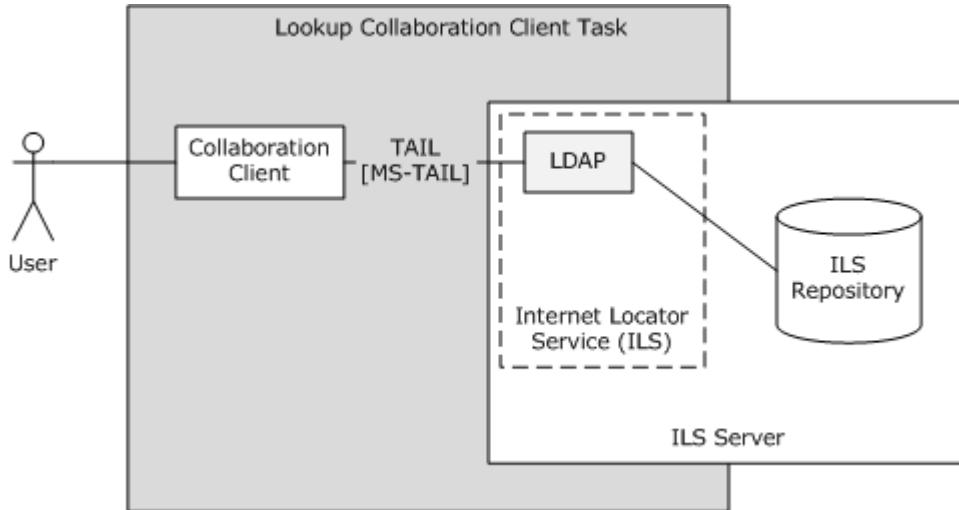 Lookup Collaboration Client Task
Collaboration
Client
TAIL
[MS-TAIL]
LDAP
User
ILS
Repository
Internet Locator
Service (ILS)
ILS Server